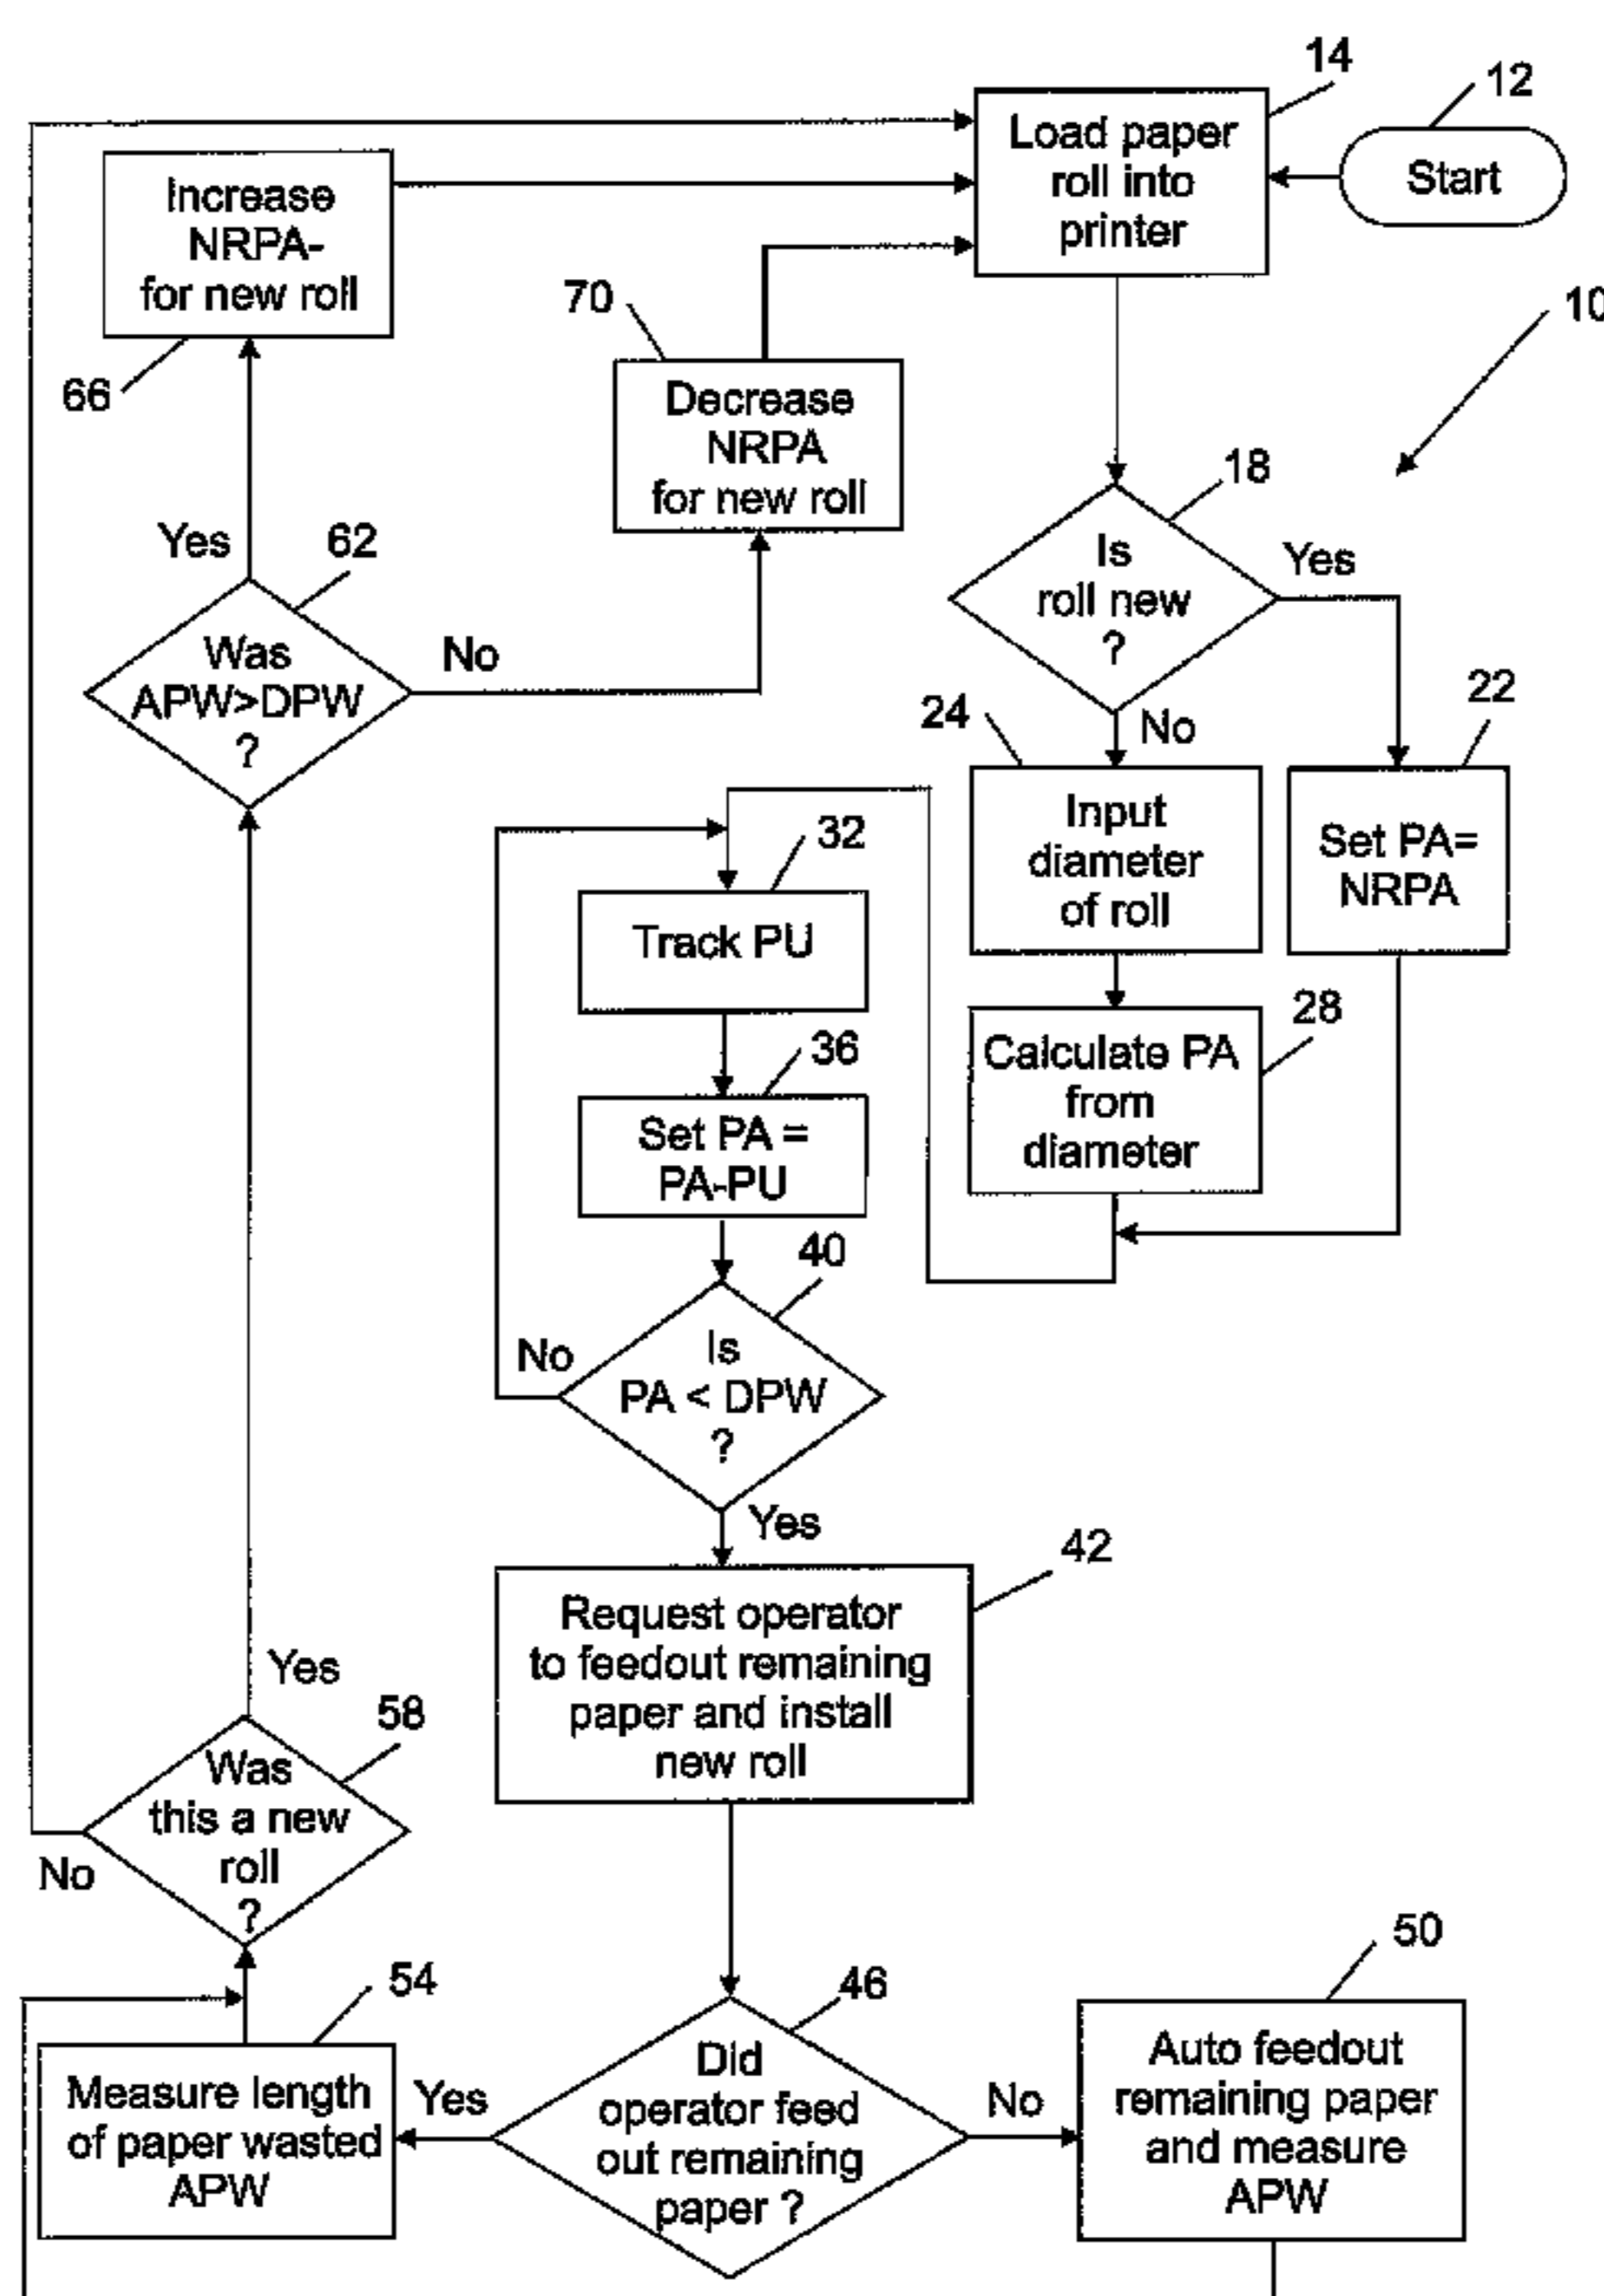 14
12
Load paper
roll into
printer
Start
Increase
NRPA-
for new roll
66
10
70
Decrease
NRPA
for new roll
18
Is
roll new
?
Yes
No
Yes
62
Was
APW>DPW
?
No
24
22
Input
diameter
of roll
Set PA=
NRPA
32
Track PU
28
Calculate PA
from
diameter
36
Set PA =
PA-PU
40
Is
PA < DPW
?
No
Yes
42
Request operator
to feedout remaining
paper and install
new roll
Yes
58
Was
this a new
roll
?
No
54
Measure length
of paper wasted
APW
Yes
46
Did
operator feed
out remaining
paper ?
No
50
Auto feedout
remaining paper
and measure
APW